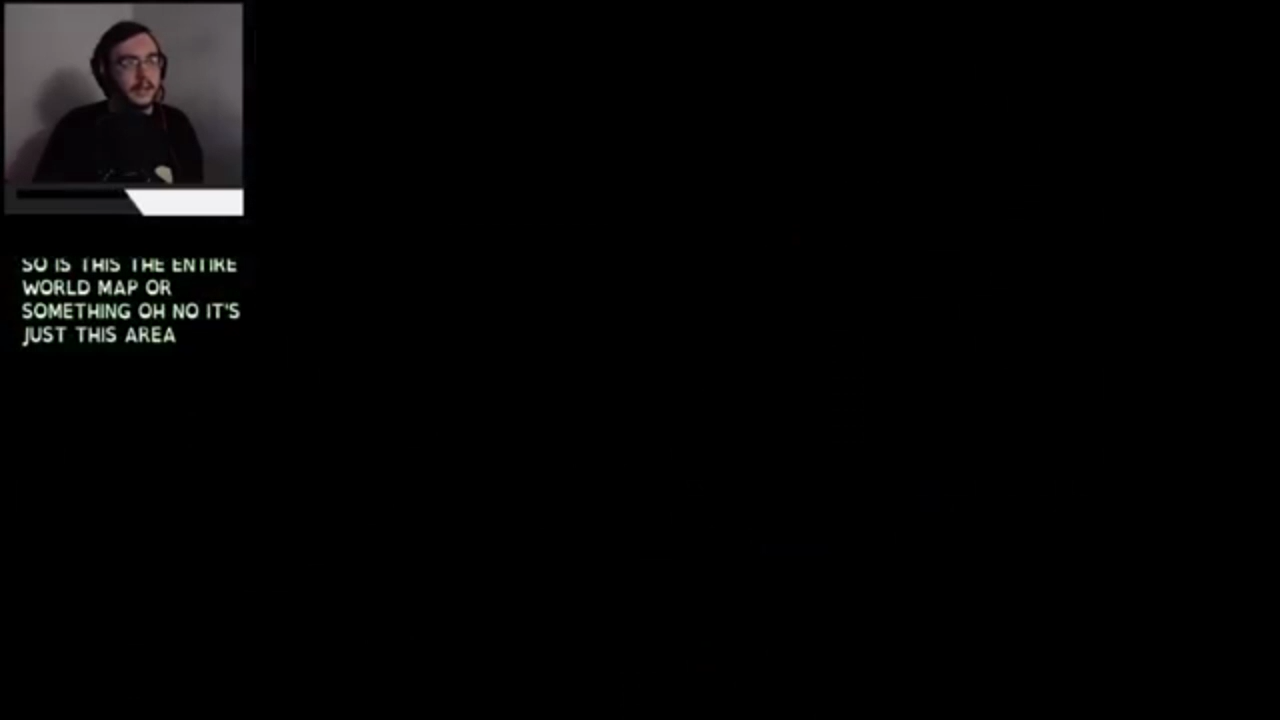 SO IS THIS THE ENTIRE
WORLD MAP OR
SOMETHING OH NO IT'S
JUST THIS AREA